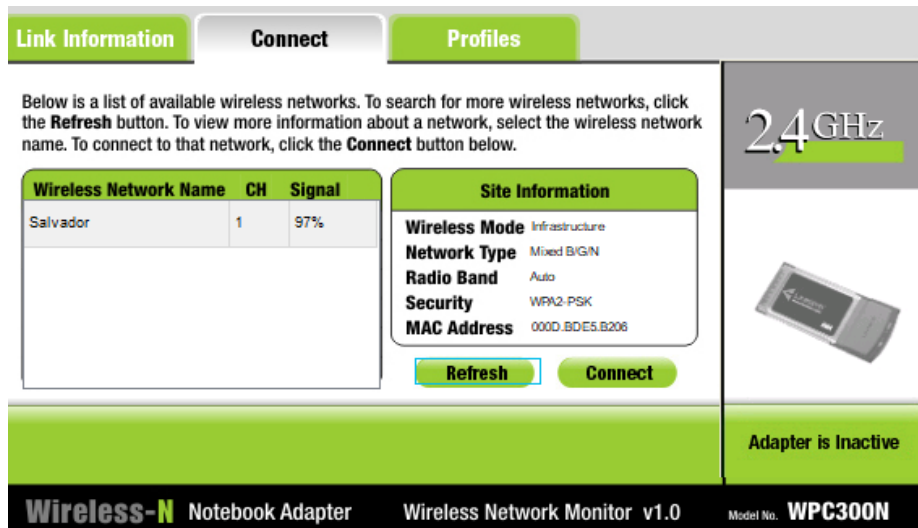 Link Information Connect Profiles
Below is a list of available wireless networks. To search for more wireless networks, click
the Refresh button. To view more information about a network, select the wireless network
name. To connect to that network, click the Connect button below.
2.4GHz
Wireless Network Name CH Signal
Salvador 1 97%
Site Information
Wireless Mode Infrastructure
Network Type Mixed B/G/N
Radio Band Auto
Security WPA2-PSK
MAC Address 000D.BDE5.B206
Refresh Connect
Adapter is Inactive
Wireless-N Notebook Adapter Wireless Network Monitor v1.0 Model No. WPC300N